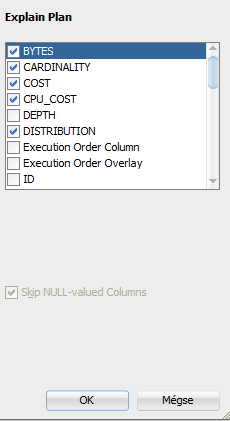 Explain Plan
BYTES
CARDINALITY
COST
CPU_COST
DEPTH
DISTRIBUTION
Execution Order Column
Execution Order Overlay
ID
Skip NULL-valued Columns
OK
Mégse